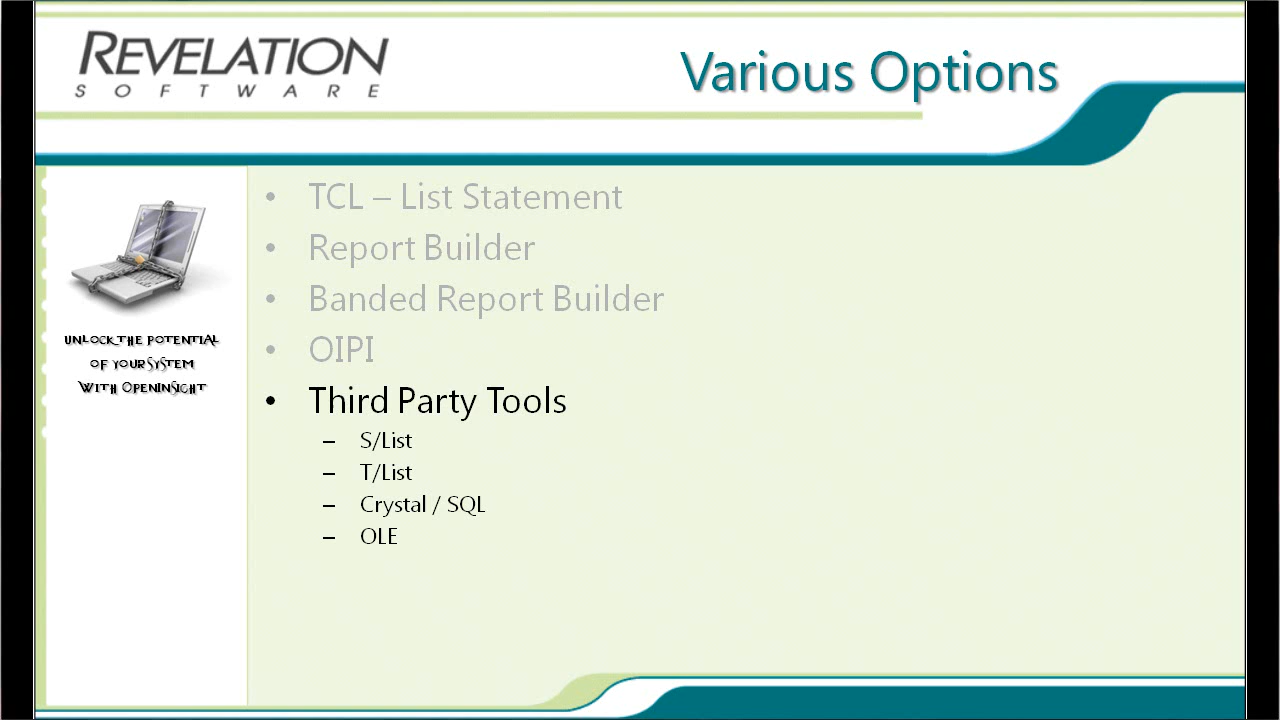 REVELATION
SOFTWARE
Various Options
UNLOCK THE POTENTIAL
OF YOUR SYSTEM
WITH OPENINSIGHT
• TCL – List Statement
• Report Builder
• Banded Report Builder
• OIPI
• Third Party Tools
– S/List
– T/List
– Crystal / SQL
– OLE